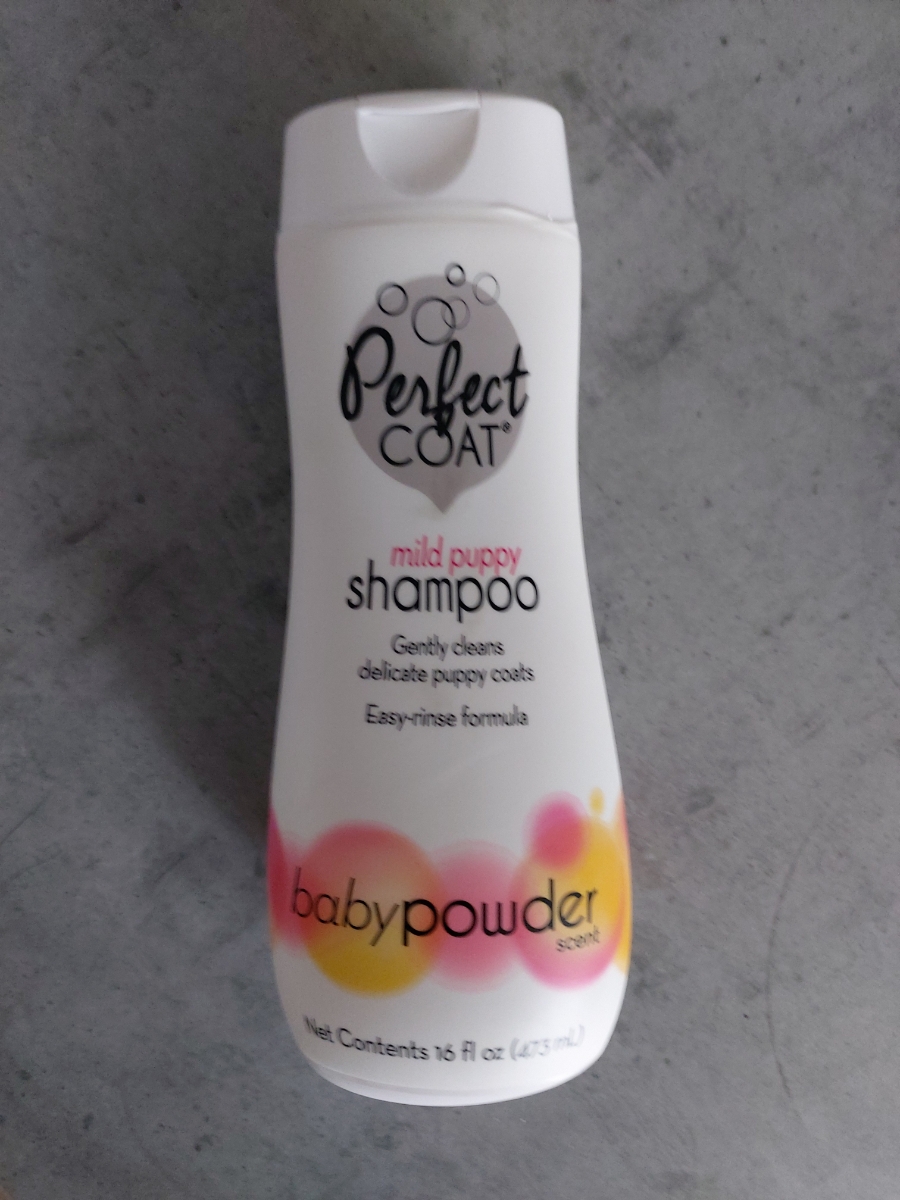 Perfect
COAT®
mild puppy
shampoo
Gently cleans
delicate puppy coats
Easy-rinse formula
babypowder
scent
Net Contents 16 fl oz (473 mL)